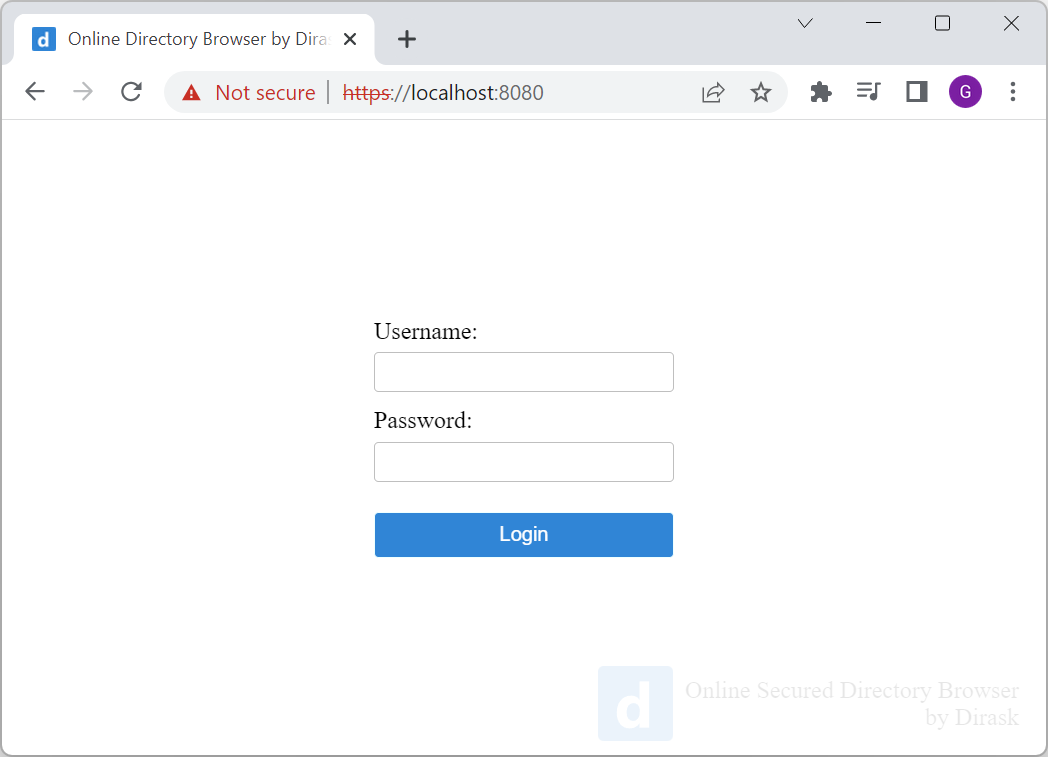 d Online Directory Browser by Dira
Not secure https://localhost:8080
G
Username:
Password:
Login
d
Online Secured Directory Browser
by Dirask